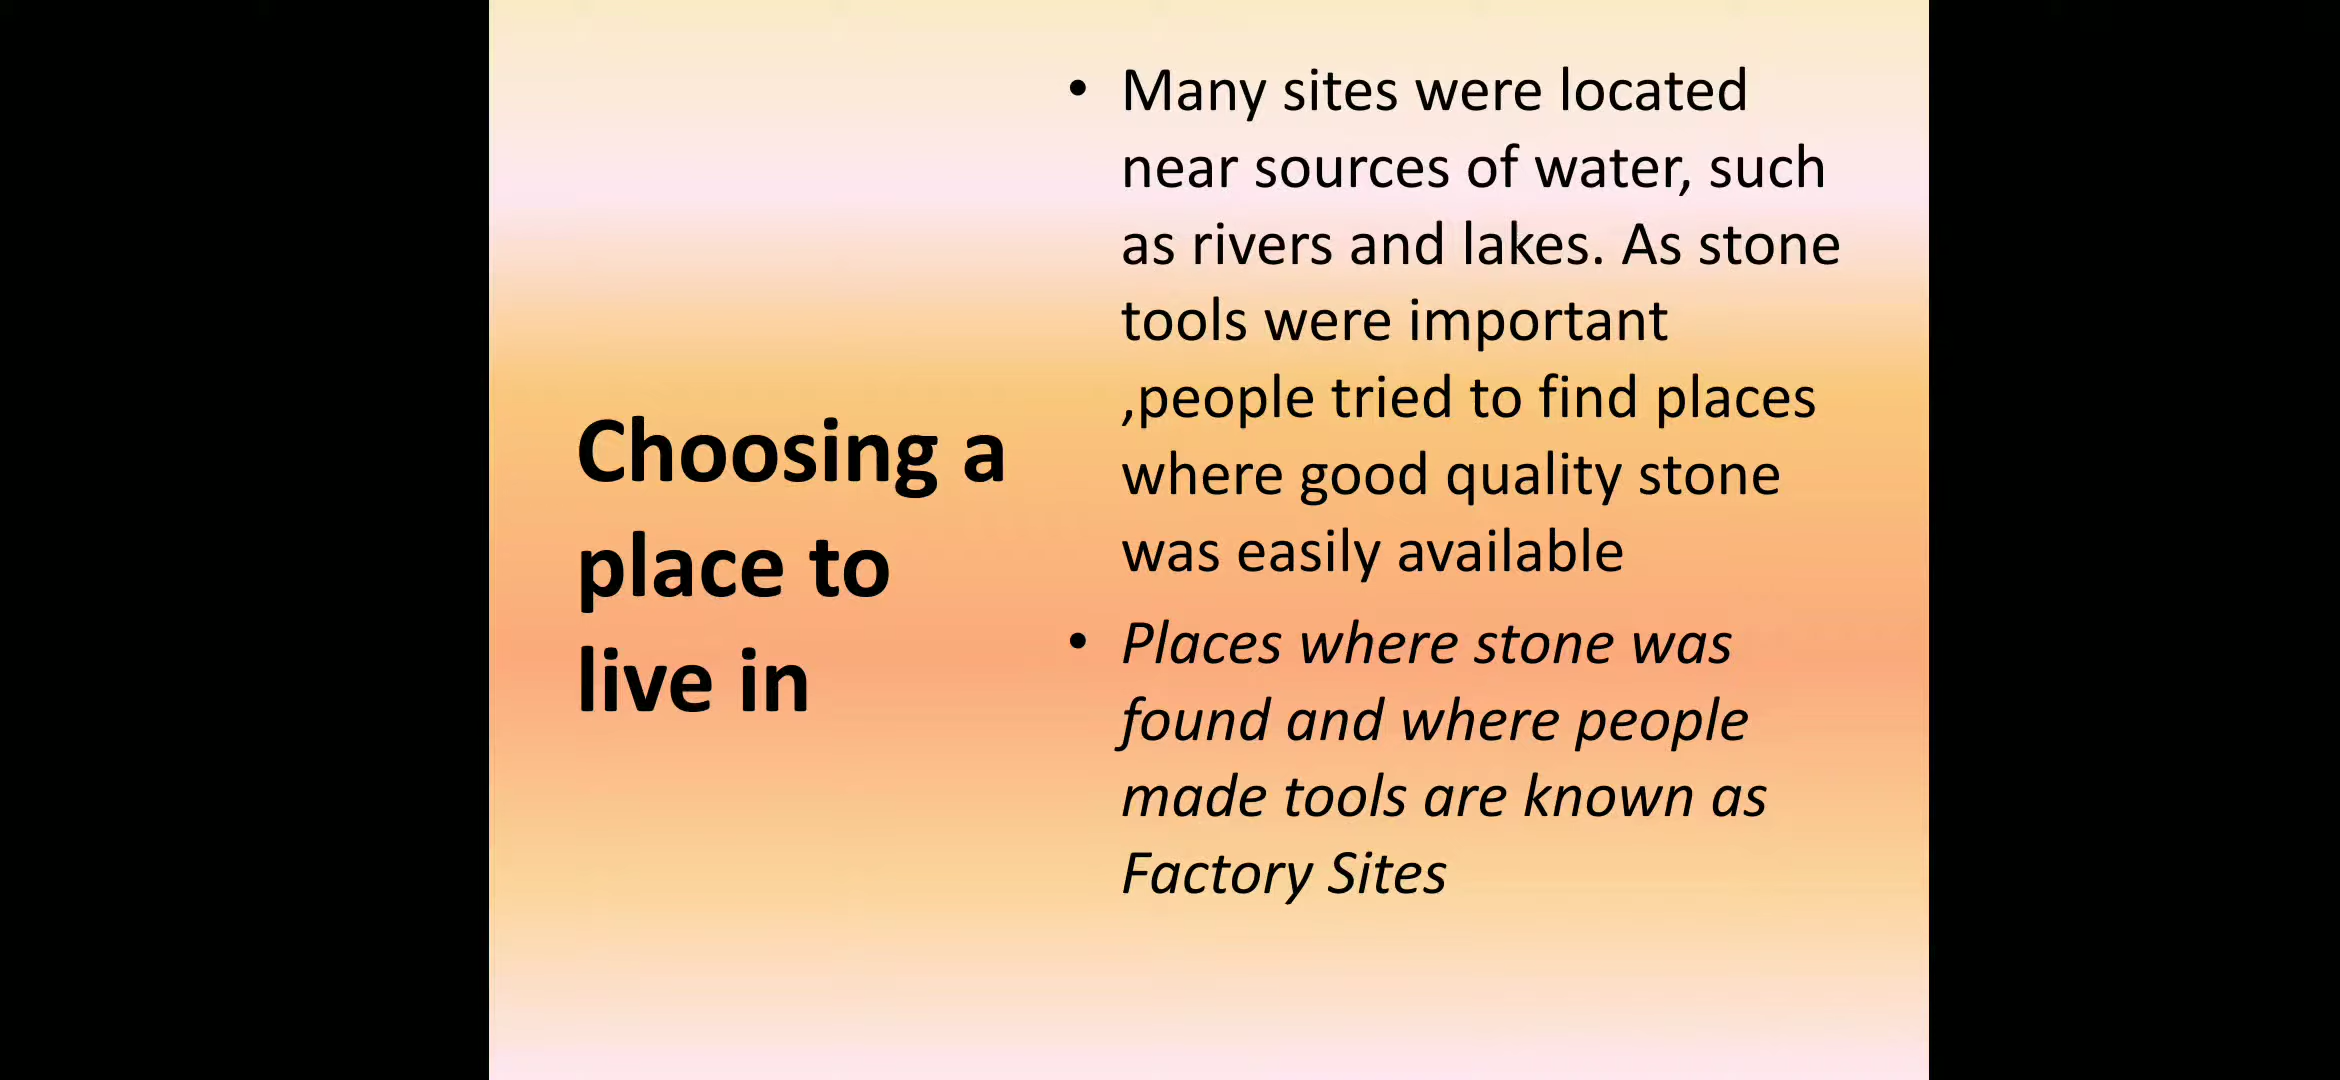 Choosing a
place to
live in
• Many sites were located
near sources of water, such
as rivers and lakes. As stone
tools were important
,people tried to find places
where good quality stone
was easily available
• Places where stone was
found and where people
made tools are known as
Factory Sites